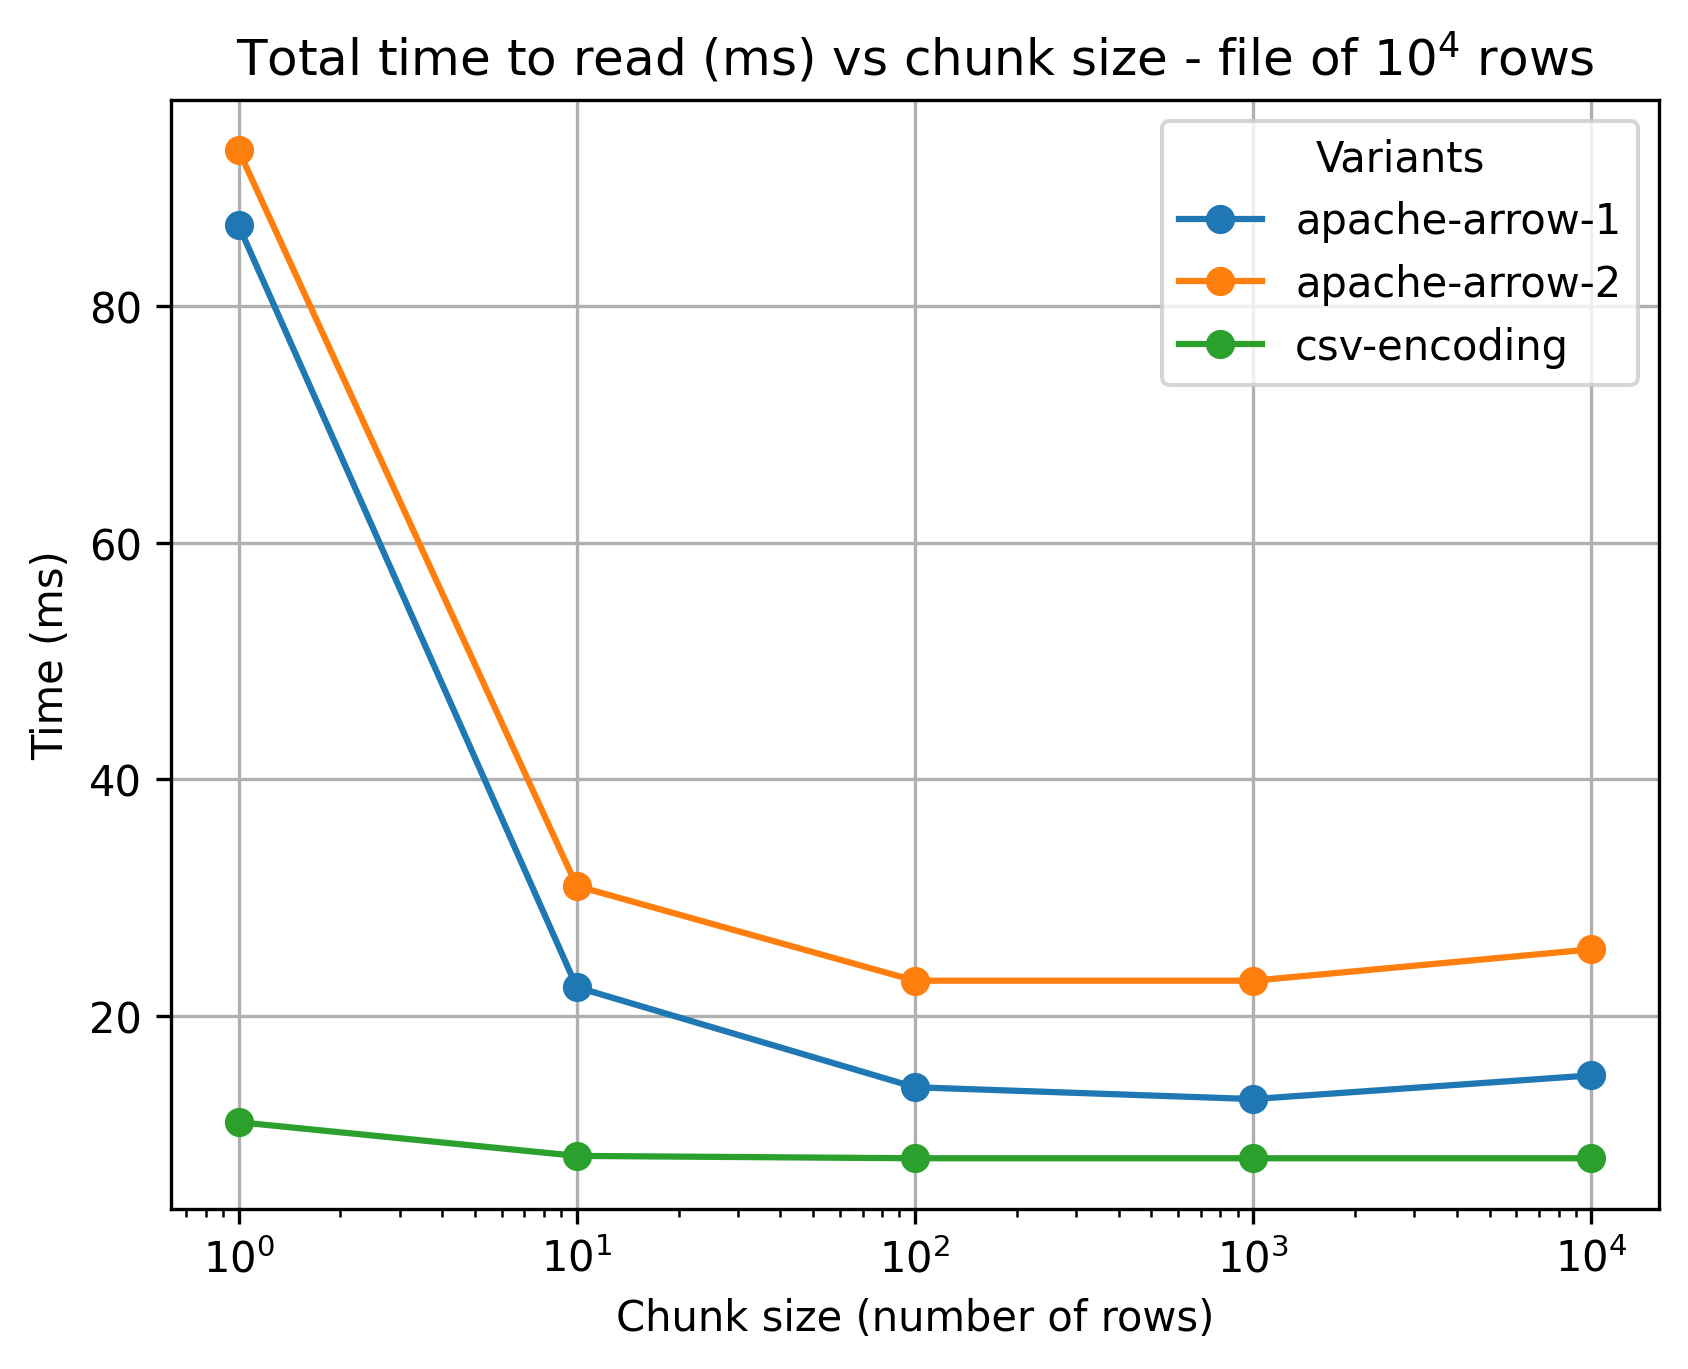 Total time to read (ms) vs chunk size - file of 10⁴ rows
Variants
apache-arrow-1
apache-arrow-2
csv-encoding
Time (ms)
80
60
40
20
10⁰ 10¹ 10² 10³ 10⁴
Chunk size (number of rows)